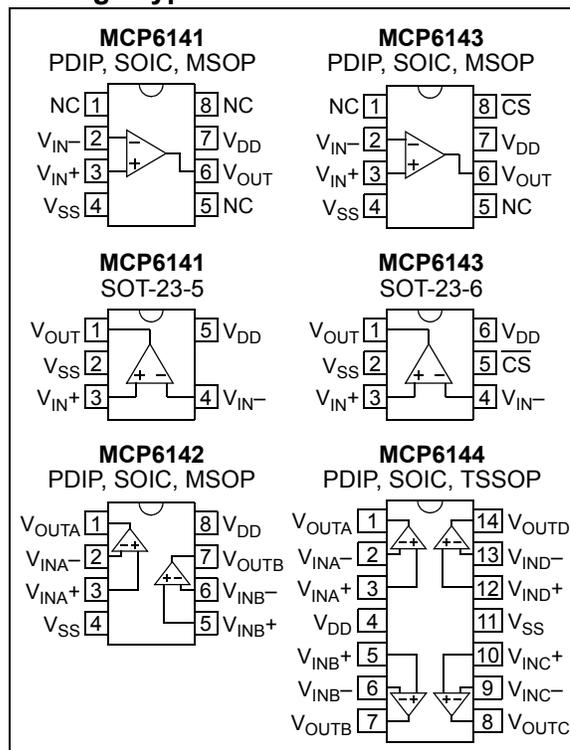 MCP6141
PDIP, SOIC, MSOP
NC 1 8 NC
VIN– 2 – 7 VDD
VIN+ 3 + 6 VOUT
VSS 4 5 NC
MCP6143
PDIP, SOIC, MSOP
NC 1 8 CS
VIN– 2 – 7 VDD
VIN+ 3 + 6 VOUT
VSS 4 5 NC
MCP6141
SOT-23-5
VOUT 1 5 VDD
VSS 2 + –
VIN+ 3 4 VIN–
MCP6143
SOT-23-6
VOUT 1 6 VDD
VSS 2 + – 5 CS
VIN+ 3 4 VIN–
MCP6142
PDIP, SOIC, MSOP
VOUTA 1 8 VDD
VINA– 2 – + 7 VOUTB
VINA+ 3 + – 6 VINB–
VSS 4 5 VINB+
MCP6144
PDIP, SOIC, TSSOP
VOUTA 1 – + + – 14 VOUTD
VINA– 2 13 VIND–
VINA+ 3 12 VIND+
VDD 4 11 VSS
VINB+ 5 10 VINC+
VINB– 6 – + + – 9 VINC–
VOUTB 7 8 VOUTC